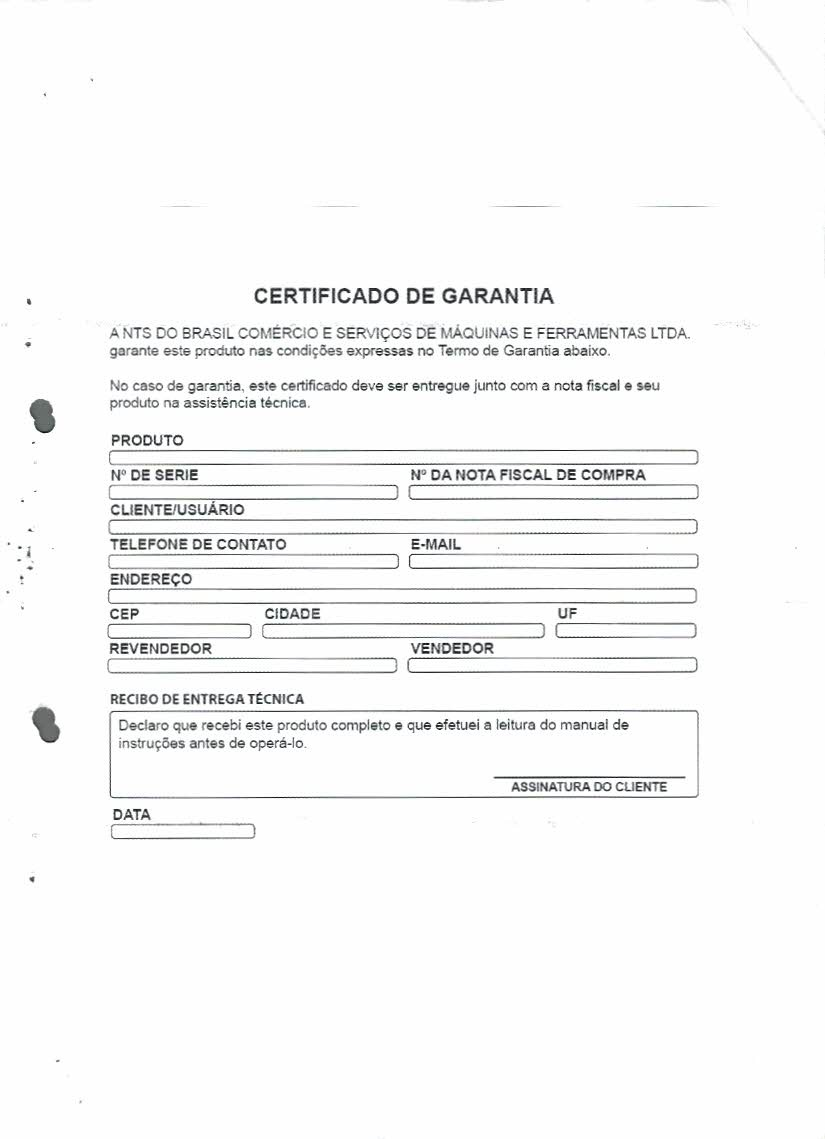 CERTIFICADO DE GARANTIA
A NTS DO BRASIL COMÉRCIO E SERVIÇOS DE MÁQUINAS E FERRAMENTAS LTDA.
garante este produto nas condições expressas no Termo de Garantia abaixo.
No caso de garantia, este certificado deve ser entregue junto com a nota fiscal e seu
produto na assistência técnica.
PRODUTO
Nº DE SERIE Nº DA NOTA FISCAL DE COMPRA
CLIENTE/USUÁRIO
TELEFONE DE CONTATO E-MAIL
ENDEREÇO
CEP CIDADE UF
REVENDEDOR VENDEDOR
RECIBO DE ENTREGA TÉCNICA
Declaro que recebi este produto completo e que efetuei a leitura do manual de
instruções antes de operá-lo.
ASSINATURA DO CLIENTE
DATA